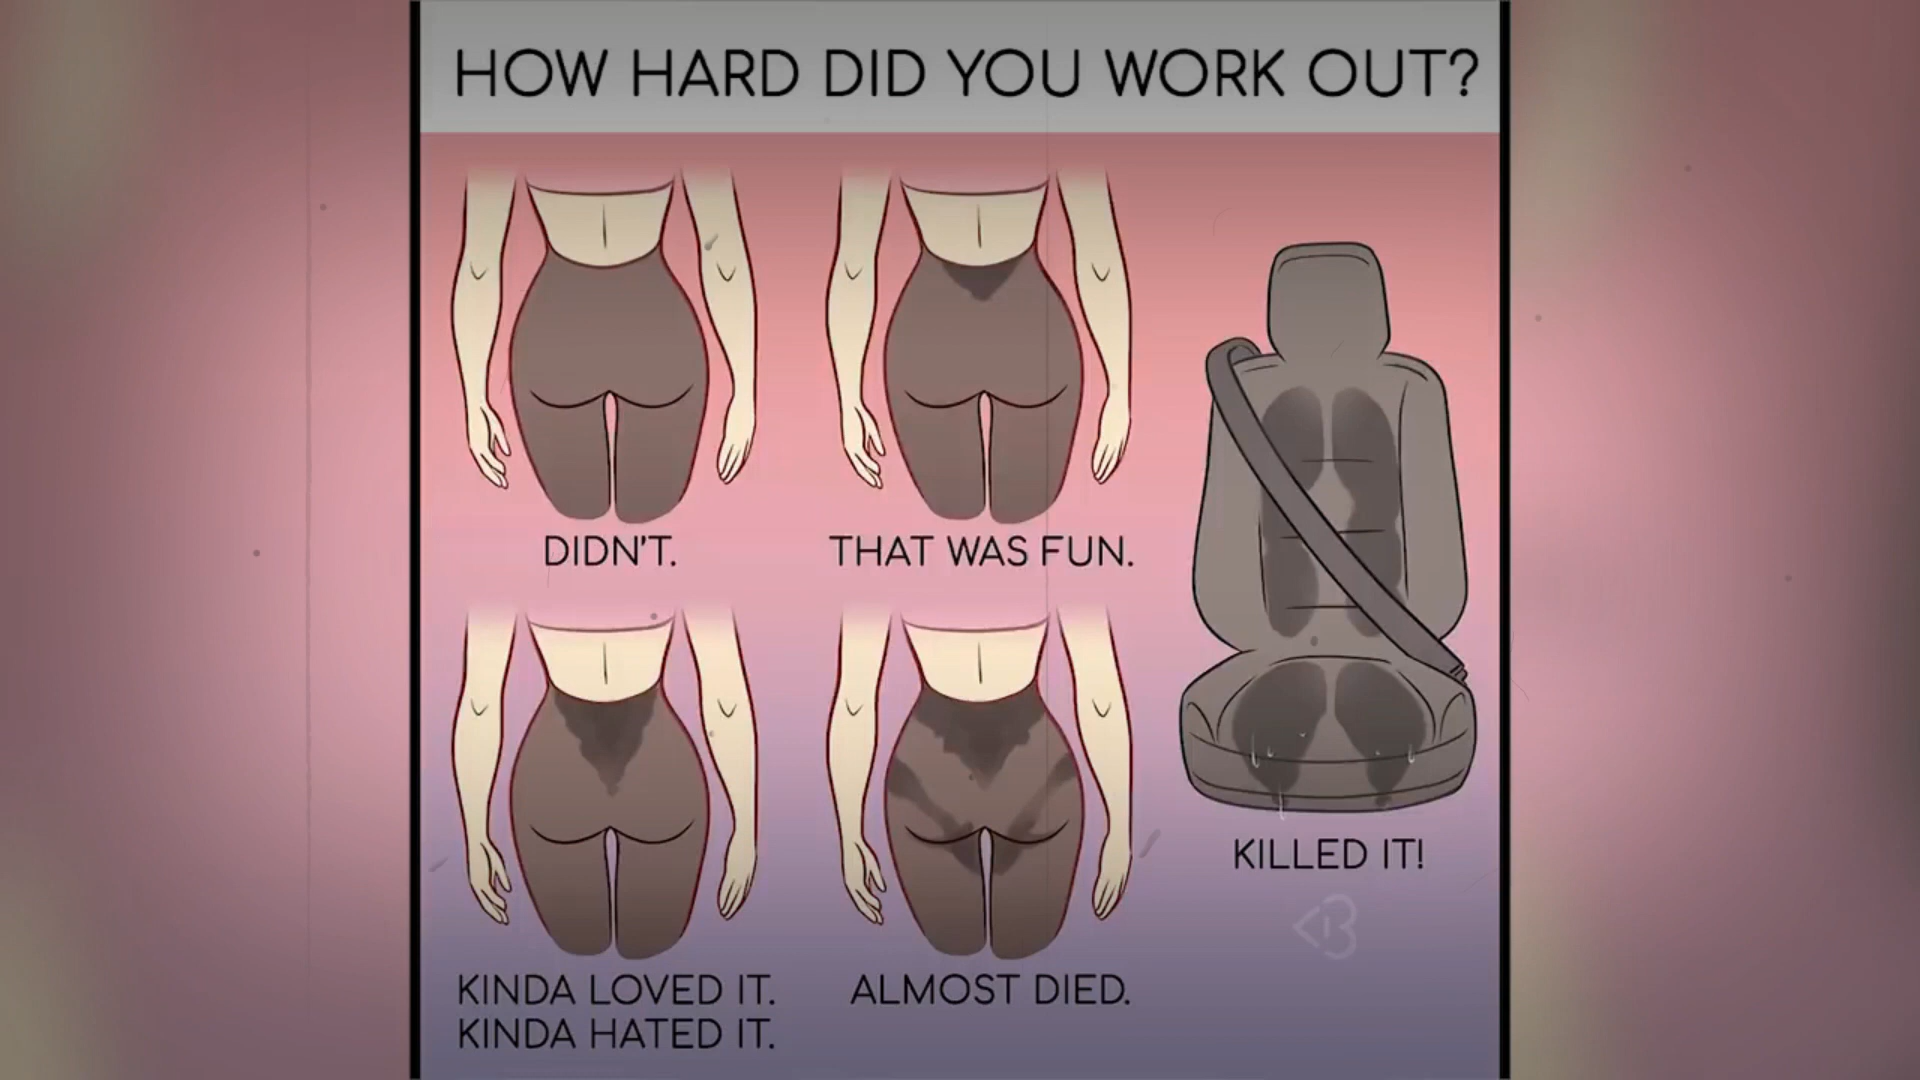 HOW HARD DID YOU WORK OUT?
DIDN'T.
THAT WAS FUN.
KINDA LOVED IT.
KINDA HATED IT.
ALMOST DIED.
KILLED IT!